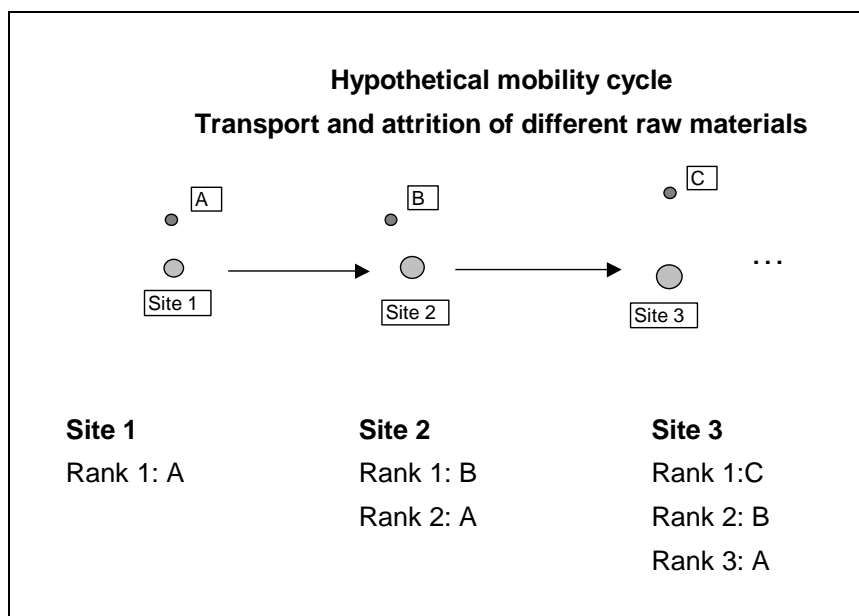 Hypothetical mobility cycle
Transport and attrition of different raw materials
A
B
C
...
Site 1
Site 2
Site 3
Site 1
Rank 1: A
Site 2
Rank 1: B
Rank 2: A
Site 3
Rank 1:C
Rank 2: B
Rank 3: A